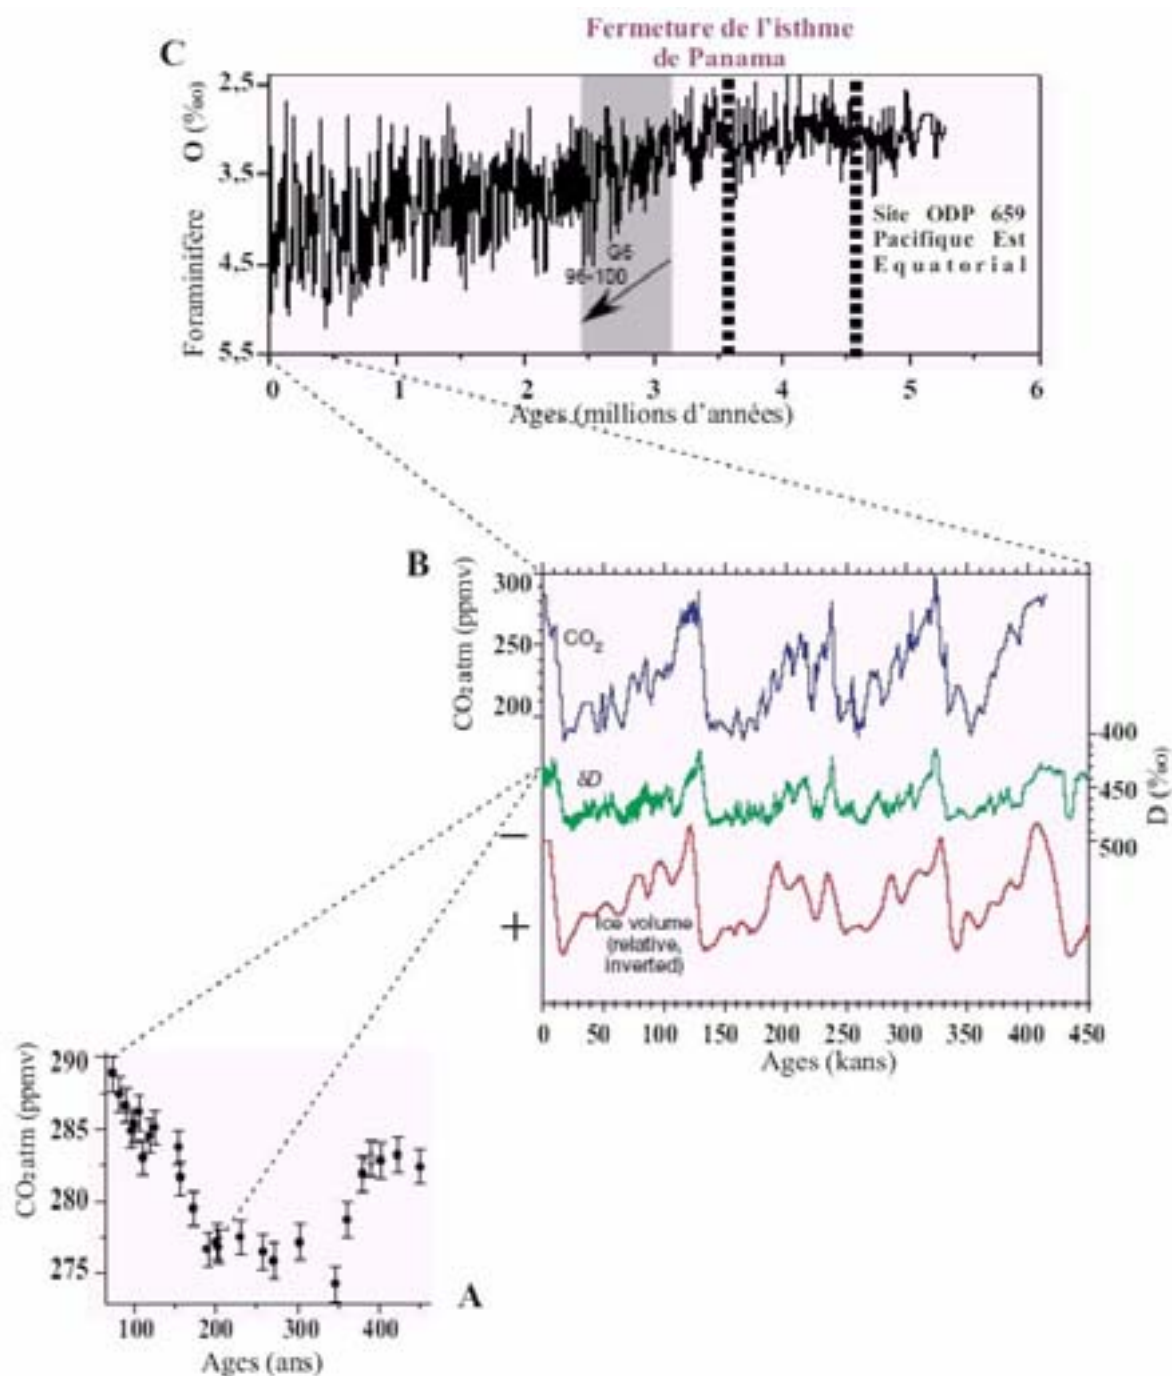 Fermeture de l'isthme
de Panama
C
O (‰)
Foraminifère
2,5
3,5
4,5
5,5
G6
96-100
Site ODP 659
Pacifique Est
Equatorial
0 1 2 3 4 5 6
Ages (millions d'années)
B
CO₂atm (ppmv)
300
250
200
CO₂
δD
400
450
500
D (‰)
−
+
Ice volume
(relative,
inverted)
0 50 100 150 200 250 300 350 400 450
Ages (kans)
CO₂atm (ppmv)
290
285
280
275
A
100 200 300 400
Ages (ans)